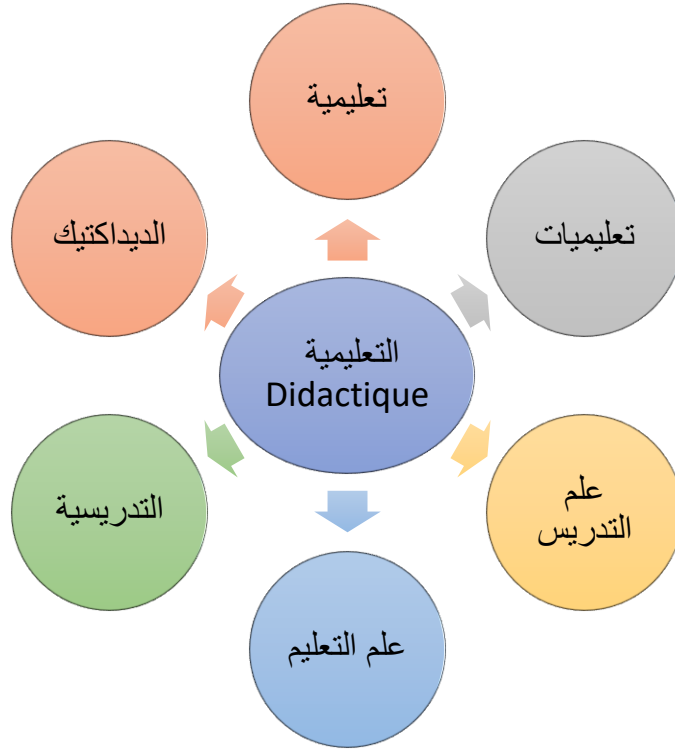 تعليمية
تعليميات
الديداكتيك
التعليمية
Didactique
علم
التدريس
التدريسية
علم التعليم